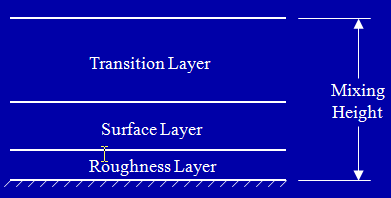 Transition Layer
Mixing
Height
Surface Layer
Roughness Layer